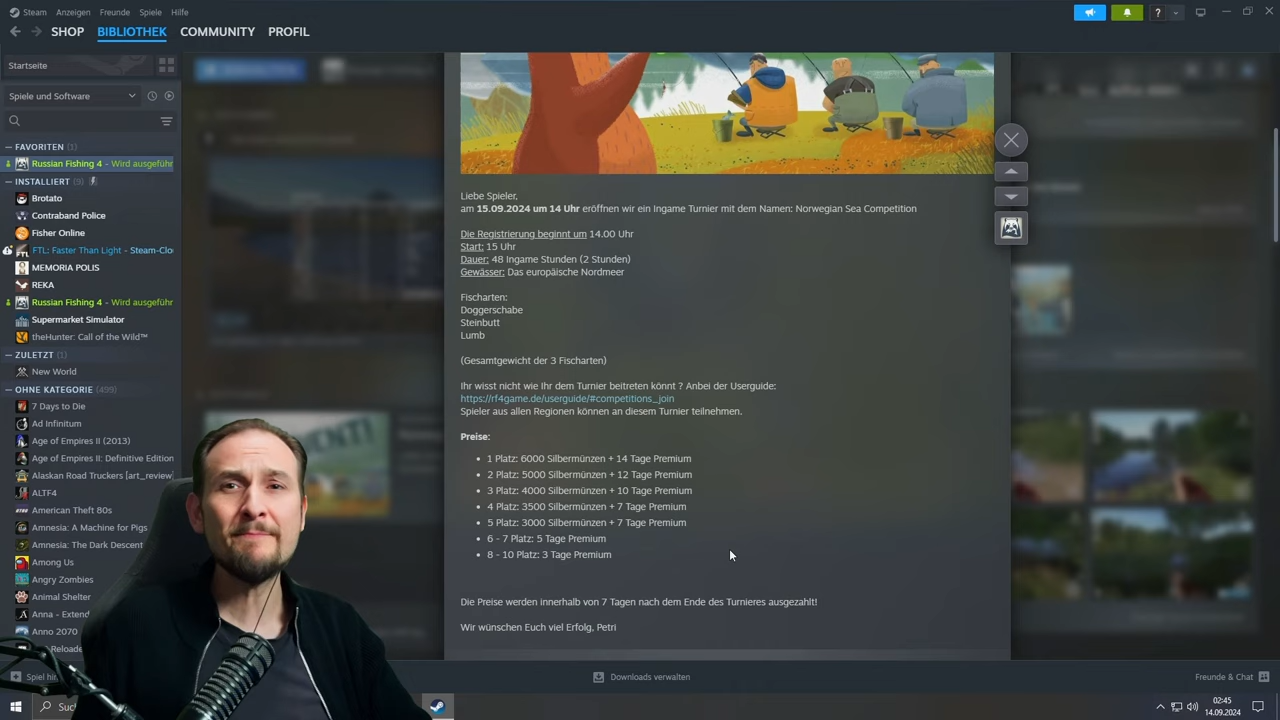 Steam Anzeigen Freunde Spiele Hilfe
SHOP BIBLIOTHEK COMMUNITY PROFIL
Startseite
Spiele und Software
FAVORITEN (1)
Russian Fishing 4 - Wird ausgeführ
INSTALLIERT (9)
Brotato
Contraband Police
Fisher Online
FTL: Faster Than Light - Steam-Clo
MEMORIA POLIS
REKA
Russian Fishing 4 - Wird ausgeführ
Supermarket Simulator
theHunter: Call of the Wild™
ZULETZT (1)
New World
OHNE KATEGORIE (499)
7 Days to Die
Ad Infinitum
Age of Empires II (2013)
Age of Empires II: Definitive Edition
Alaskan Road Truckers [art_review]
ALTF4
American Theft 80s
Amnesia: A Machine for Pigs
Amnesia: The Dark Descent
Among Us
Angry Zombies
Animal Shelter
Anna - Extend
Anno 2070
Reloade
Spiel hin
Liebe Spieler,
am 15.09.2024 um 14 Uhr eröffnen wir ein Ingame Turnier mit dem Namen: Norwegian Sea Competition
Die Registrierung beginnt um 14.00 Uhr
Start: 15 Uhr
Dauer: 48 Ingame Stunden (2 Stunden)
Gewässer: Das europäische Nordmeer
Fischarten:
Doggerschabe
Steinbutt
Lumb
(Gesamtgewicht der 3 Fischarten)
Ihr wisst nicht wie Ihr dem Turnier beitreten könnt ? Anbei der Userguide:
https://rf4game.de/userguide/#competitions_join
Spieler aus allen Regionen können an diesem Turnier teilnehmen.
Preise:
• 1 Platz: 6000 Silbermünzen + 14 Tage Premium
• 2 Platz: 5000 Silbermünzen + 12 Tage Premium
• 3 Platz: 4000 Silbermünzen + 10 Tage Premium
• 4 Platz: 3500 Silbermünzen + 7 Tage Premium
• 5 Platz: 3000 Silbermünzen + 7 Tage Premium
• 6 - 7 Platz: 5 Tage Premium
• 8 - 10 Platz: 3 Tage Premium
Die Preise werden innerhalb von 7 Tagen nach dem Ende des Turnieres ausgezahlt!
Wir wünschen Euch viel Erfolg, Petri
Downloads verwalten
Freunde & Chat
Suc
02:45
14.09.2024